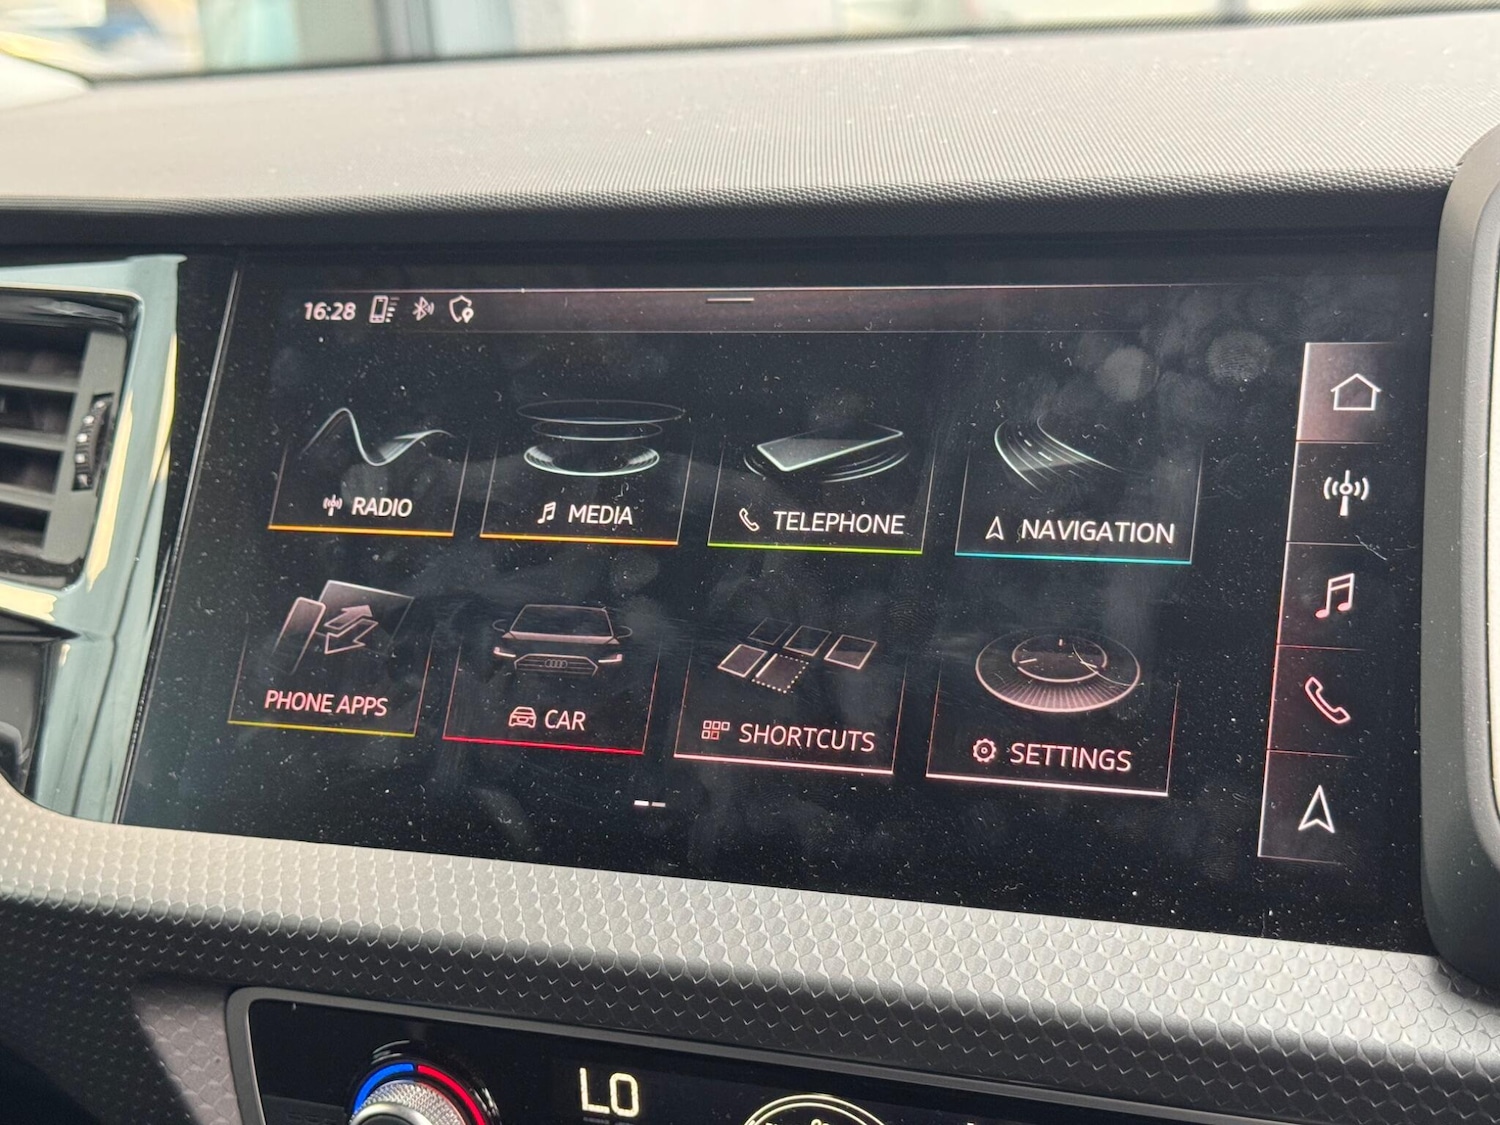 16:28
RADIO
MEDIA
TELEPHONE
NAVIGATION
PHONE APPS
CAR
SHORTCUTS
SETTINGS
LO